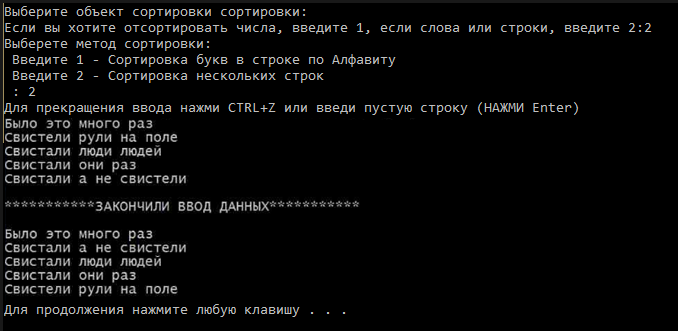 Выберите объект сортировки сортировки:
Если вы хотите отсортировать числа, введите 1, если слова или строки, введите 2:2
Выберете метод сортировки:
Введите 1 - Сортировка букв в строке по Алфавиту
Введите 2 - Сортировка нескольких строк
: 2
Для прекращения ввода нажми CTRL+Z или введи пустую строку (НАЖМИ Enter)
Было это много раз
Свистели рули на поле
Свистали люди людей
Свистали они раз
Свистали а не свистели
***********ЗАКОНЧИЛИ ВВОД ДАННЫХ***********
Было это много раз
Свистали а не свистели
Свистали люди людей
Свистали они раз
Свистели рули на поле
Для продолжения нажмите любую клавишу . . .